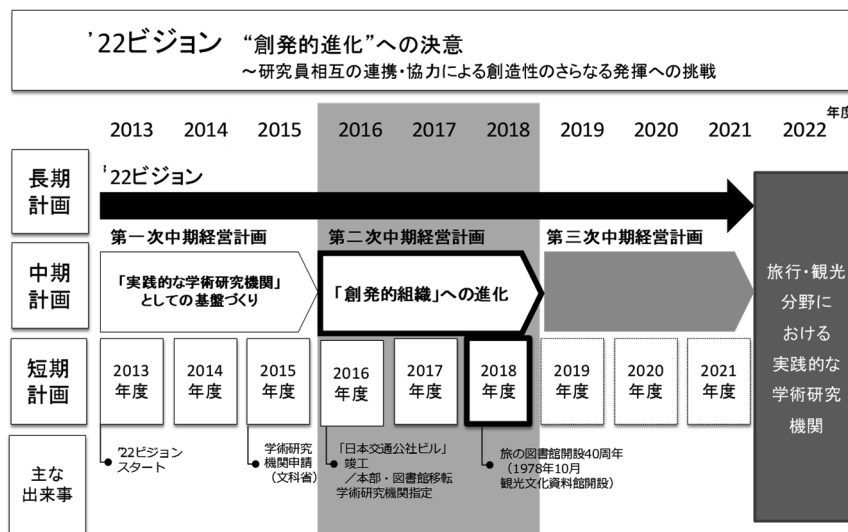 ’22ビジョン “創発的進化”への決意
～研究員相互の連携・協力による創造性のさらなる発揮への挑戦
年度
2013 2014 2015 2016 2017 2018 2019 2020 2021 2022
長期
計画
’22ビジョン
中期
計画
第一次中期経営計画
「実践的な学術研究機関」
としての基盤づくり
第二次中期経営計画
「創発的組織」への進化
第三次中期経営計画
旅行・観光
分野に
おける
実践的な
学術研究
機関
短期
計画
2013
年度
2014
年度
2015
年度
2016
年度
2017
年度
2018
年度
2019
年度
2020
年度
2021
年度
主な
出来事
’22ビジョン
スタート
学術研究
機関申請
（文科省）
「日本交通公社ビル」
竣工
／本部・図書館移転
学術研究機関指定
旅の図書館開設40周年
（1978年10月
観光文化資料館開設）